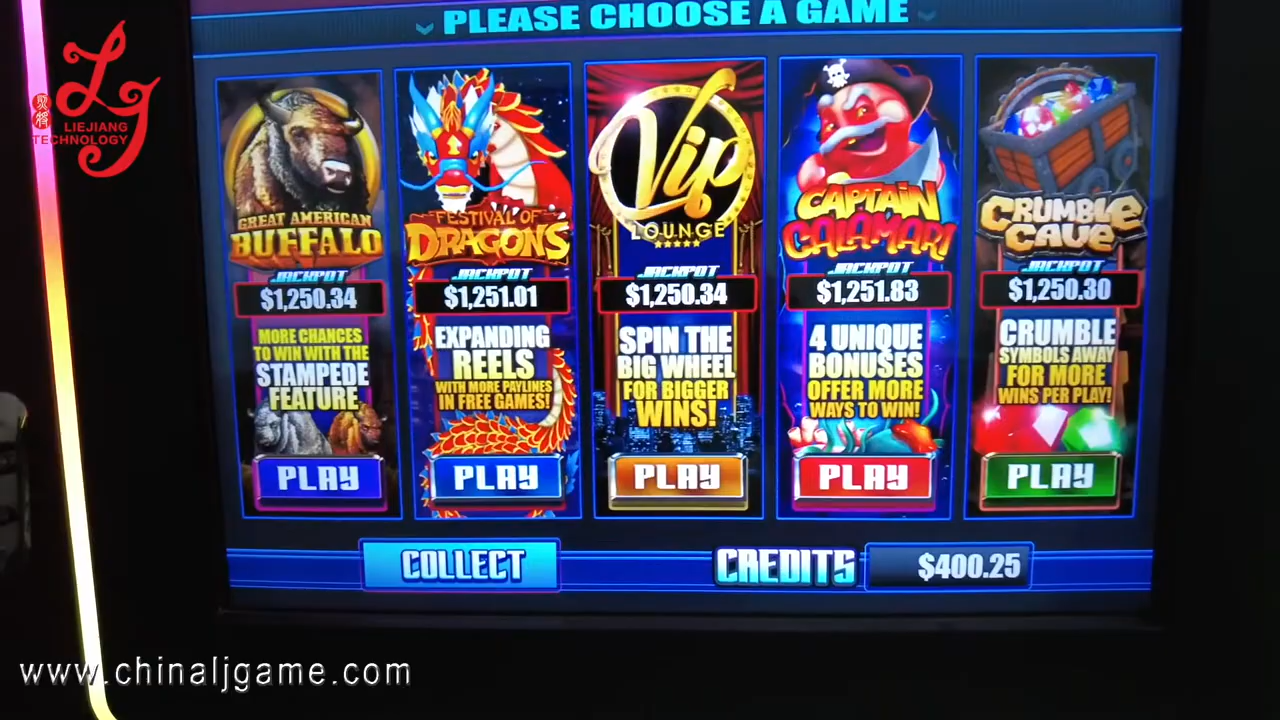 PLEASE CHOOSE A GAME
LIEJIANG
TECHNOLOGY
GREAT AMERICAN
BUFFALO
JACKPOT
$1,250.34
MORE CHANCES
TO WIN WITH THE
STAMPEDE
FEATURE
PLAY
FESTIVAL OF
DRAGONS
JACKPOT
$1,251.01
EXPANDING
REELS
WITH MORE PAYLINES
IN FREE GAMES!
PLAY
Vip
LOUNGE
JACKPOT
$1,250.34
SPIN THE
BIG WHEEL
FOR BIGGER
WINS!
PLAY
CAPTAIN
CALAMARI
JACKPOT
$1,251.83
4 UNIQUE
BONUSES
OFFER MORE
WAYS TO WIN!
PLAY
CRUMBLE
CAVE
JACKPOT
$1,250.30
CRUMBLE
SYMBOLS AWAY
FOR MORE
WINS PER PLAY!
PLAY
COLLECT
CREDITS
$400.25
www.chinaljgame.com